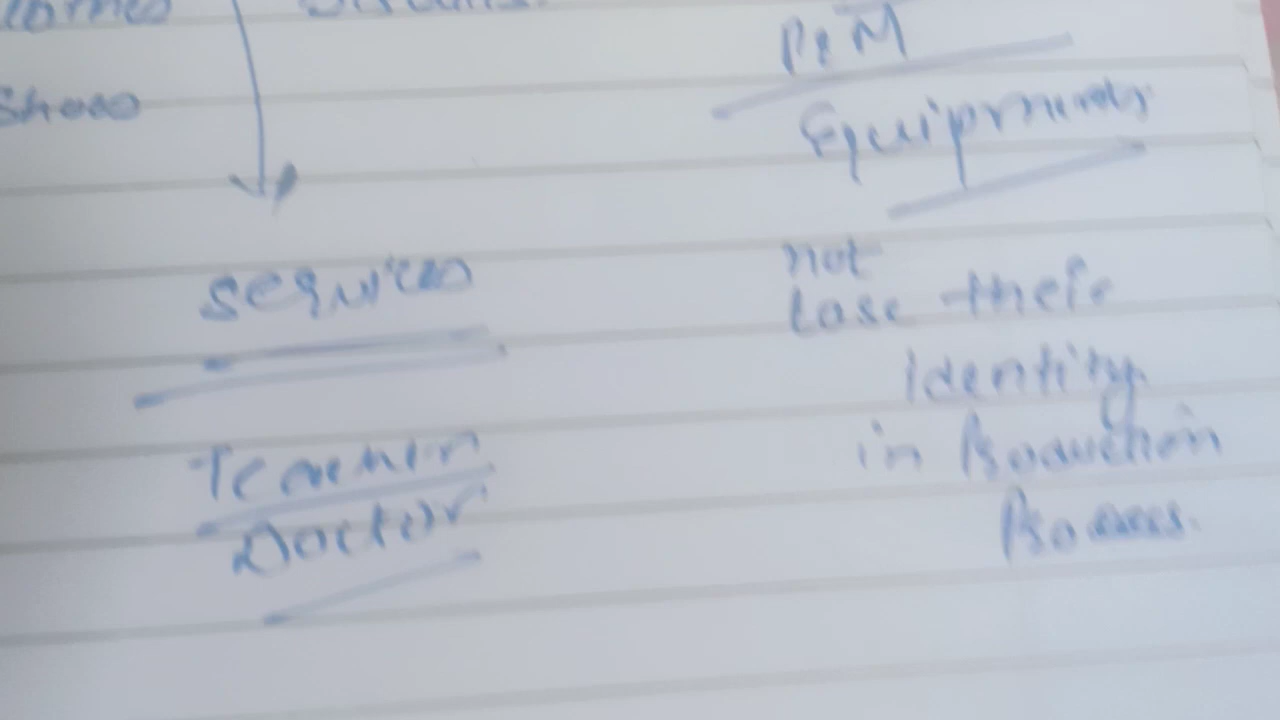 Shoes
services
Teacher
Doctor
P&M
Equipments
not
lose their
identity
in Production
Process.